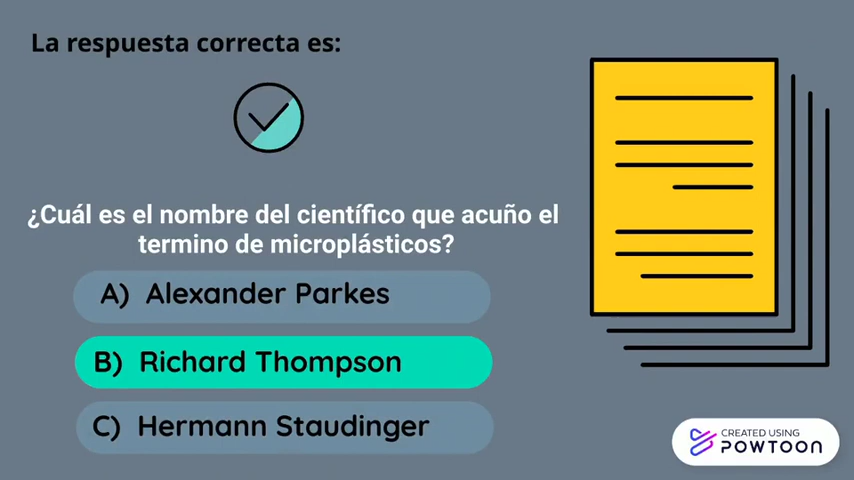 La respuesta correcta es:
¿Cuál es el nombre del científico que acuño el
termino de microplásticos?
A) Alexander Parkes
B) Richard Thompson
C) Hermann Staudinger
CREATED USING
POWTOON